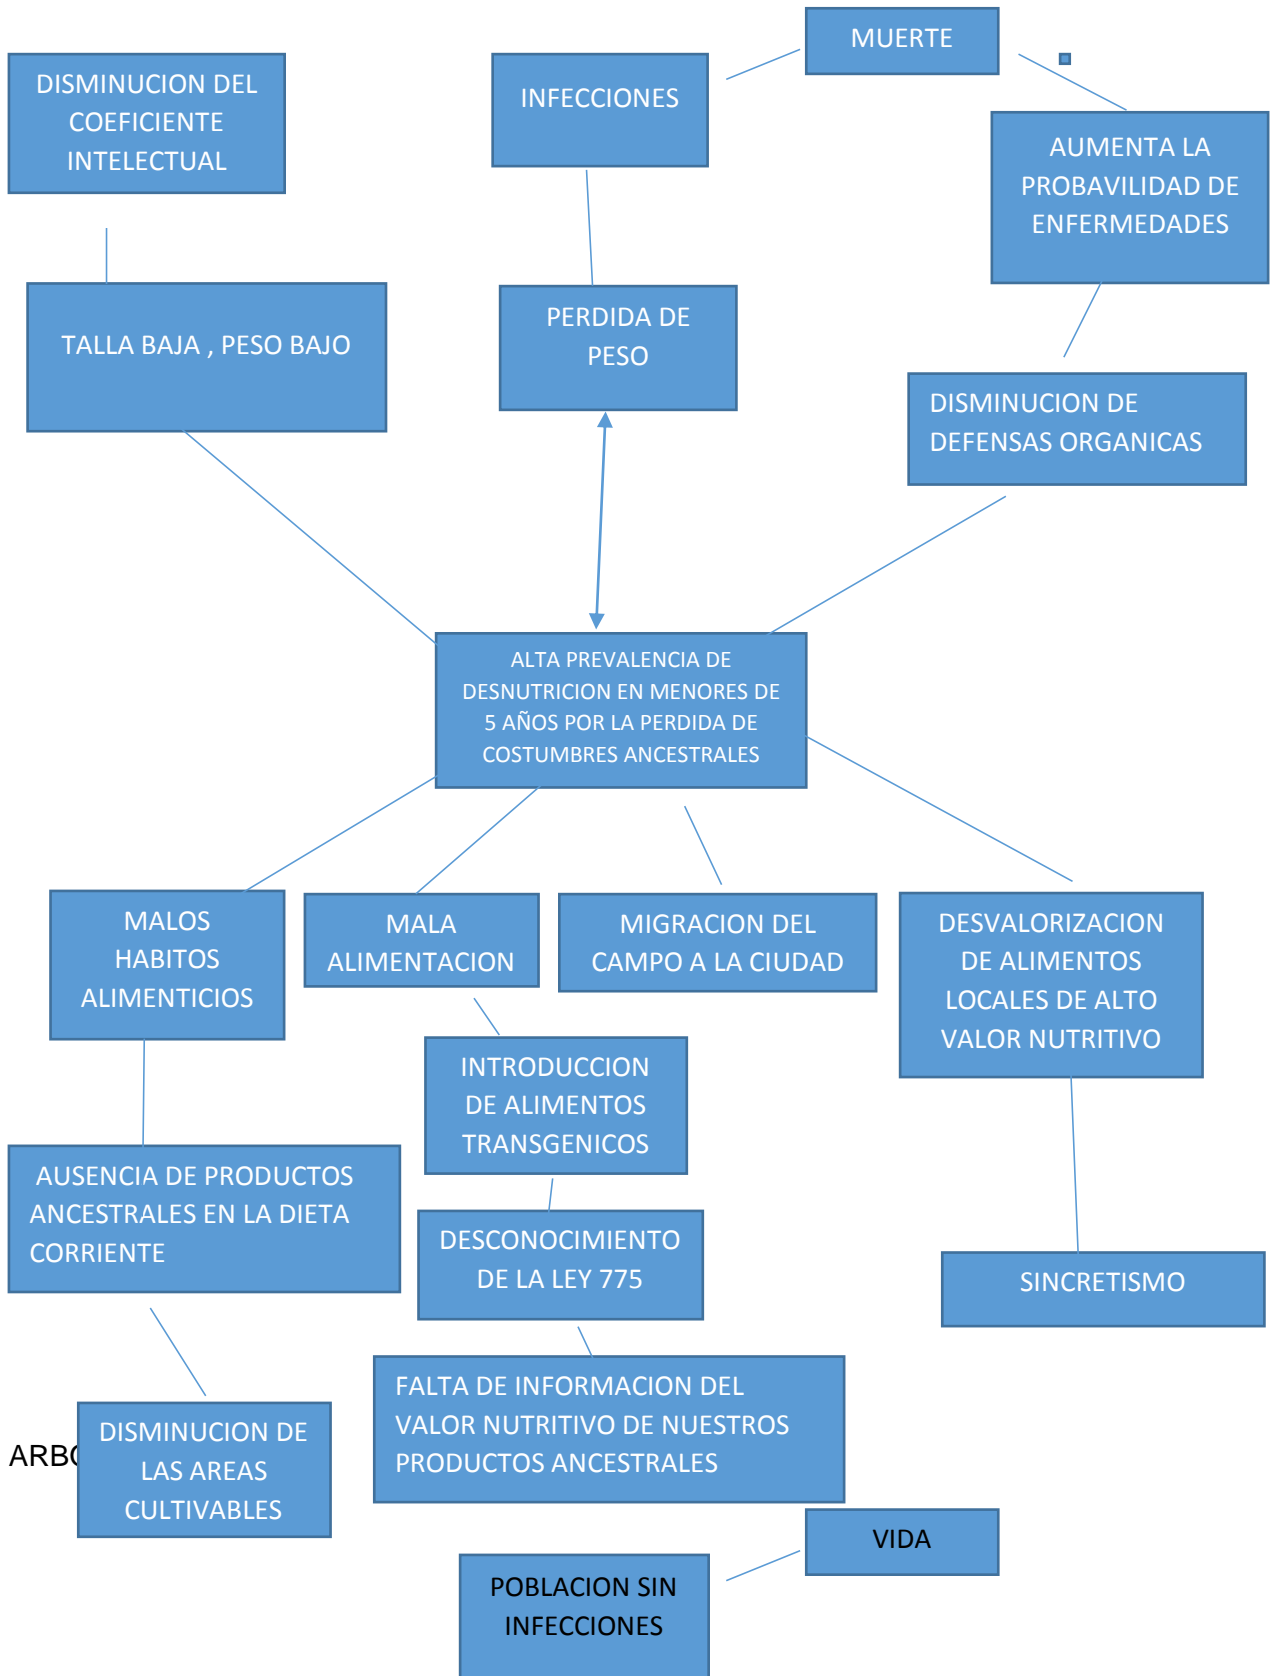 MUERTE
DISMINUCION DEL
COEFICIENTE
INTELECTUAL
INFECCIONES
AUMENTA LA
PROBAVILIDAD DE
ENFERMEDADES
TALLA BAJA , PESO BAJO
PERDIDA DE
PESO
DISMINUCION DE
DEFENSAS ORGANICAS
ALTA PREVALENCIA DE
DESNUTRICION EN MENORES DE
5 AÑOS POR LA PERDIDA DE
COSTUMBRES ANCESTRALES
MALOS
HABITOS
ALIMENTICIOS
MALA
ALIMENTACION
MIGRACION DEL
CAMPO A LA CIUDAD
DESVALORIZACION
DE ALIMENTOS
LOCALES DE ALTO
VALOR NUTRITIVO
INTRODUCCION
DE ALIMENTOS
TRANSGENICOS
AUSENCIA DE PRODUCTOS
ANCESTRALES EN LA DIETA
CORRIENTE
DESCONOCIMIENTO
DE LA LEY 775
SINCRETISMO
FALTA DE INFORMACION DEL
VALOR NUTRITIVO DE NUESTROS
PRODUCTOS ANCESTRALES
DISMINUCION DE
LAS AREAS
CULTIVABLES
VIDA
POBLACION SIN
INFECCIONES